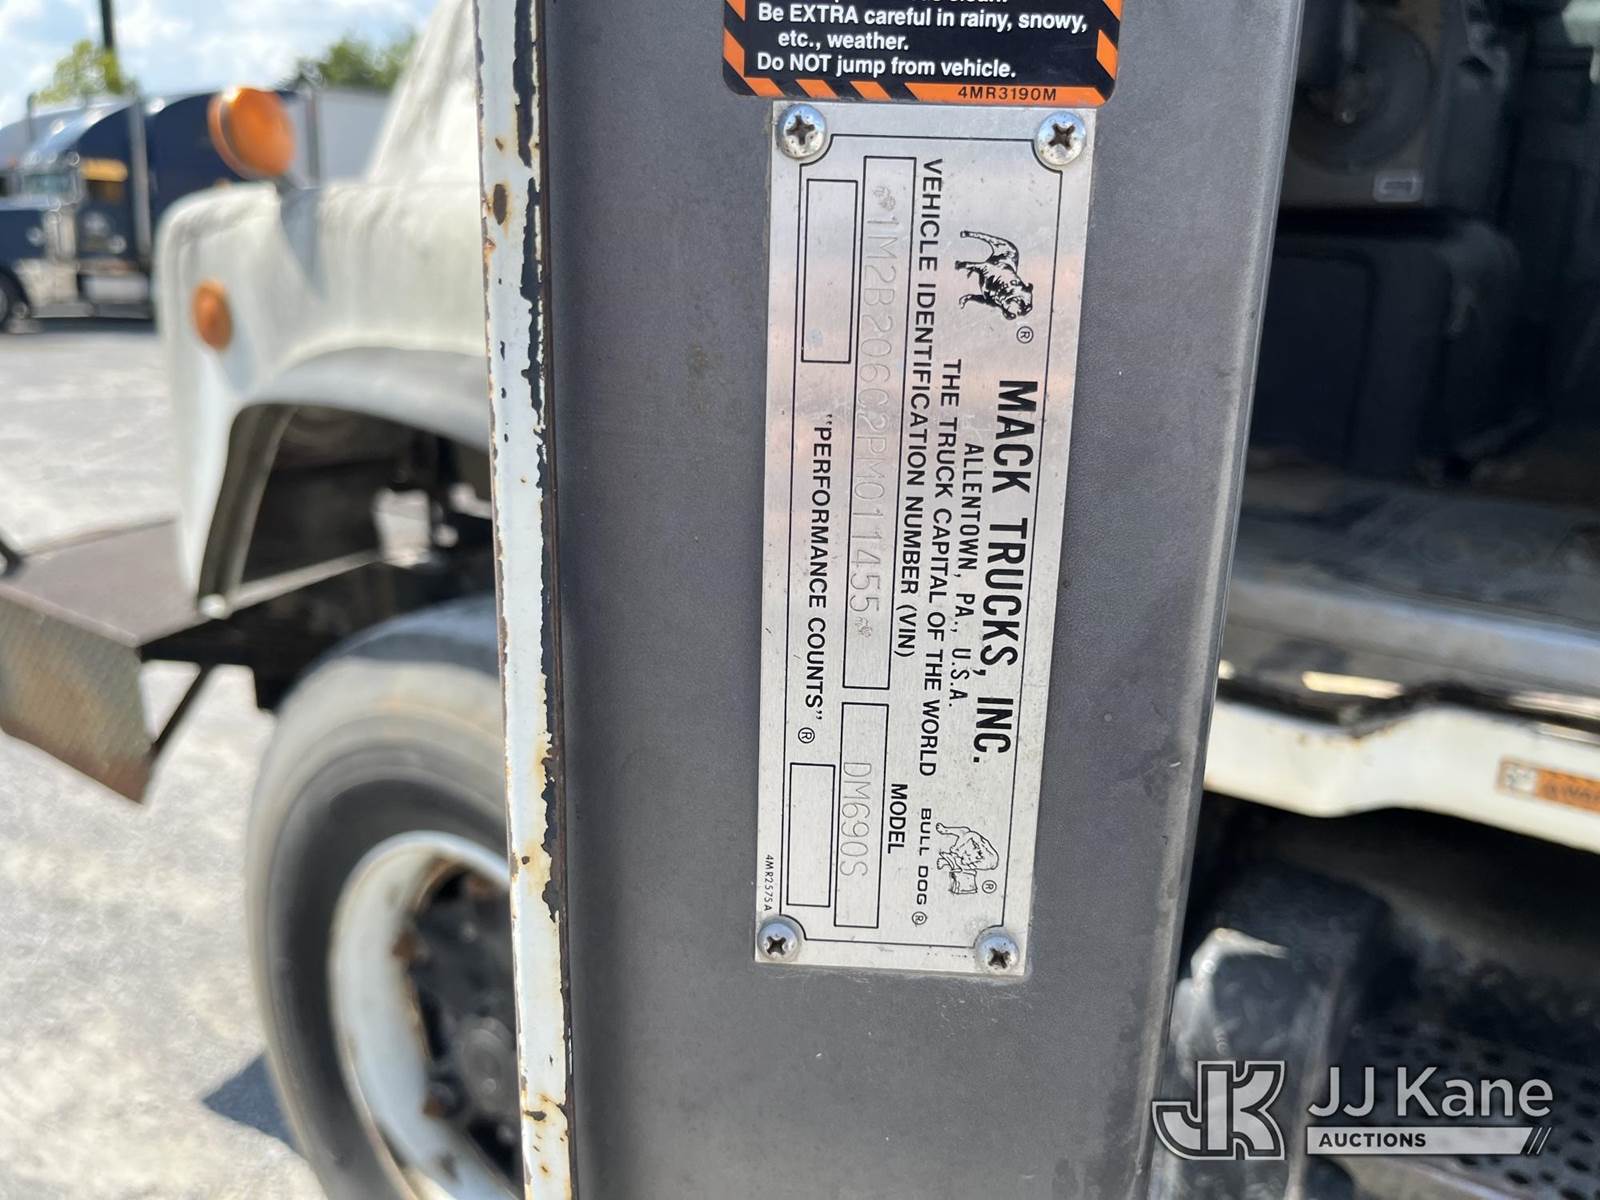 Be EXTRA careful in rainy, snowy,
etc., weather.
Do NOT jump from vehicle.
4MR3190M
® MACK TRUCKS, INC.
ALLENTOWN, PA., U.S.A.
THE TRUCK CAPITAL OF THE WORLD
BULL DOG ®
®
VEHICLE IDENTIFICATION NUMBER (VIN)
MODEL
1M2B206C2PM011455
DM690S
"PERFORMANCE COUNTS" ®
4MR2575A
JK JJ Kane
AUCTIONS